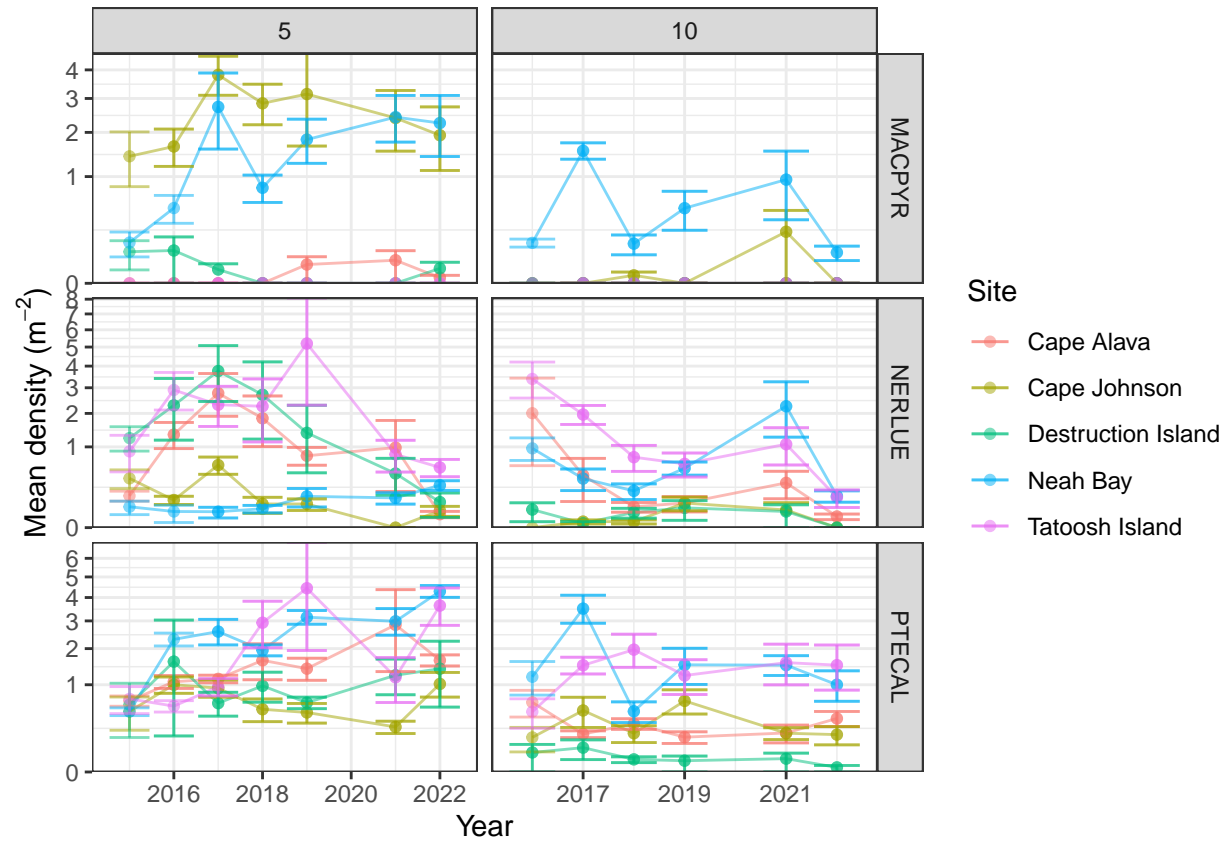 5
10
4
3
2
1
0
MACPYR
8
7
6
5
4
3
2
1
0
NERLUE
6
5
4
3
2
1
0
PTECAL
2016 2018 2020 2022
2017 2019 2021
Year
Mean density (m⁻²)
Site
Cape Alava
Cape Johnson
Destruction Island
Neah Bay
Tatoosh Island